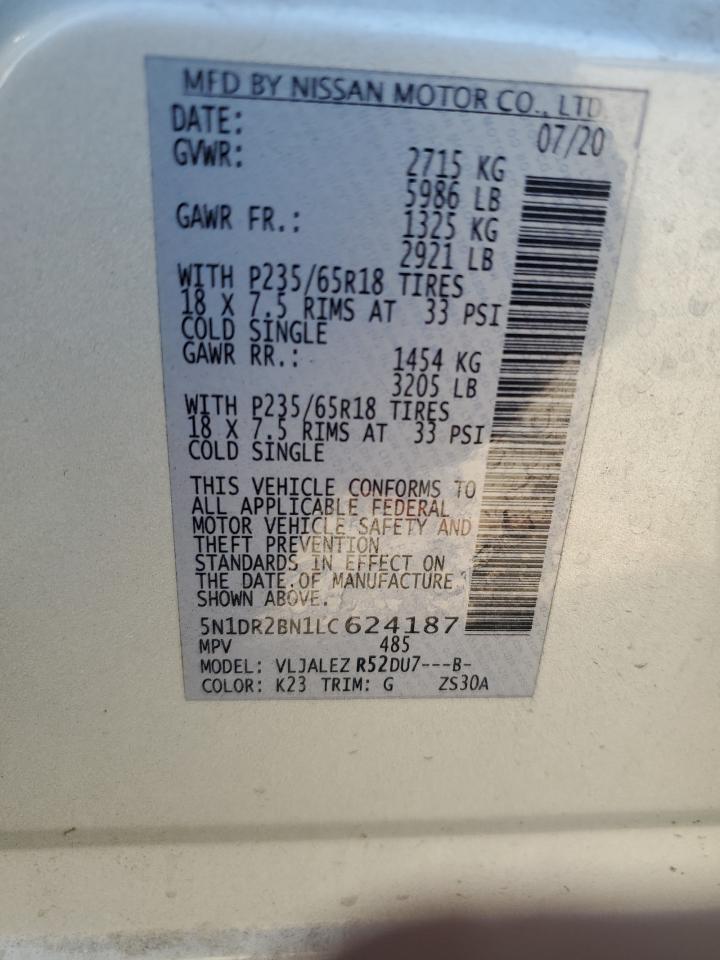 MFD BY NISSAN MOTOR CO., LTD.
DATE: 07/20
GVWR: 2715 KG
5986 LB
GAWR FR.: 1325 KG
2921 LB
WITH P235/65R18 TIRES
18 X 7.5 RIMS AT 33 PSI
COLD SINGLE
GAWR RR.: 1454 KG
3205 LB
WITH P235/65R18 TIRES
18 X 7.5 RIMS AT 33 PSI
COLD SINGLE
THIS VEHICLE CONFORMS TO
ALL APPLICABLE FEDERAL
MOTOR VEHICLE SAFETY AND
THEFT PREVENTION
STANDARDS IN EFFECT ON
THE DATE OF MANUFACTURE
SHOWN ABOVE.
5N1DR2BN1LC624187
MPV 485
MODEL: VLJALEZ R52DU7---B-
COLOR: K23 TRIM: G ZS30A